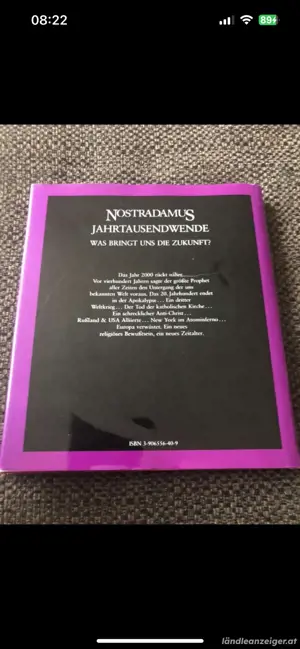 08:22
89
NOSTRADAMUS
JAHRTAUSENDWENDE
WAS BRINGT UNS DIE ZUKUNFT?
Das Jahr 2000 rückt näher
Vor vierhundert Jahren sagte der größte Prophet
aller Zeiten den Untergang der uns
bekannten Welt voraus. Das 20. Jahrhundert endet
in der Apokalypse... Ein dritter
Weltkrieg... Der Tod der katholischen Kirche...
Ein schrecklicher Anti-Christ...
Rußland & USA Alliierte... New York im Atominferno...
Europa verwüstet. Ein neues
religiöses Bewußtsein, ein neues Zeitalter.
ISBN: 3-906556-40-9
ländleanzeiger.at